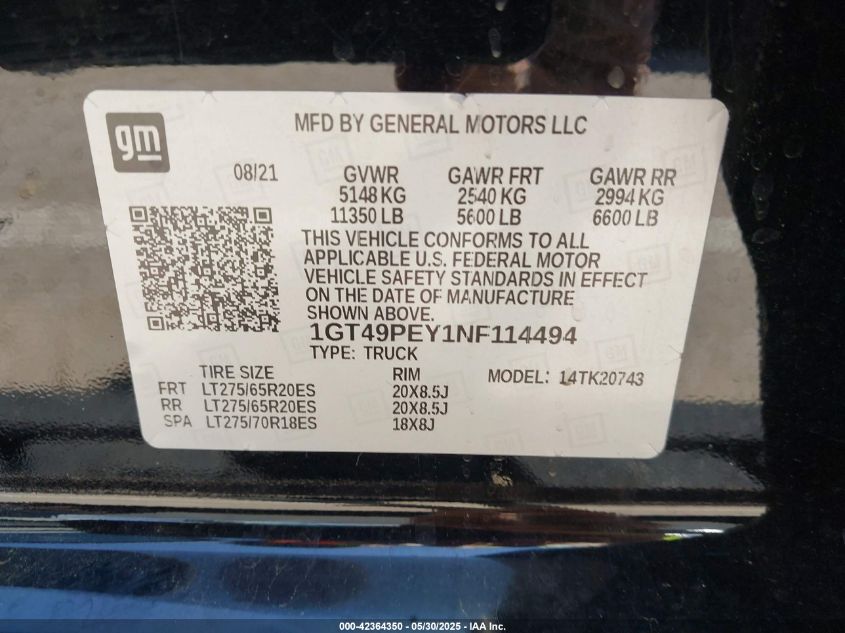 gm
MFD BY GENERAL MOTORS LLC
08/21 GVWR GAWR FRT GAWR RR
5148 KG 2540 KG 2994 KG
11350 LB 5600 LB 6600 LB
THIS VEHICLE CONFORMS TO ALL
APPLICABLE U.S. FEDERAL MOTOR
VEHICLE SAFETY STANDARDS IN EFFECT
ON THE DATE OF MANUFACTURE
SHOWN ABOVE.
1GT49PEY1NF114494
TYPE: TRUCK
TIRE SIZE RIM MODEL: 14TK20743
FRT LT275/65R20ES 20X8.5J
RR LT275/65R20ES 20X8.5J
SPA LT275/70R18ES 18X8J
000-42364350 - 05/30/2025 - IAA Inc.